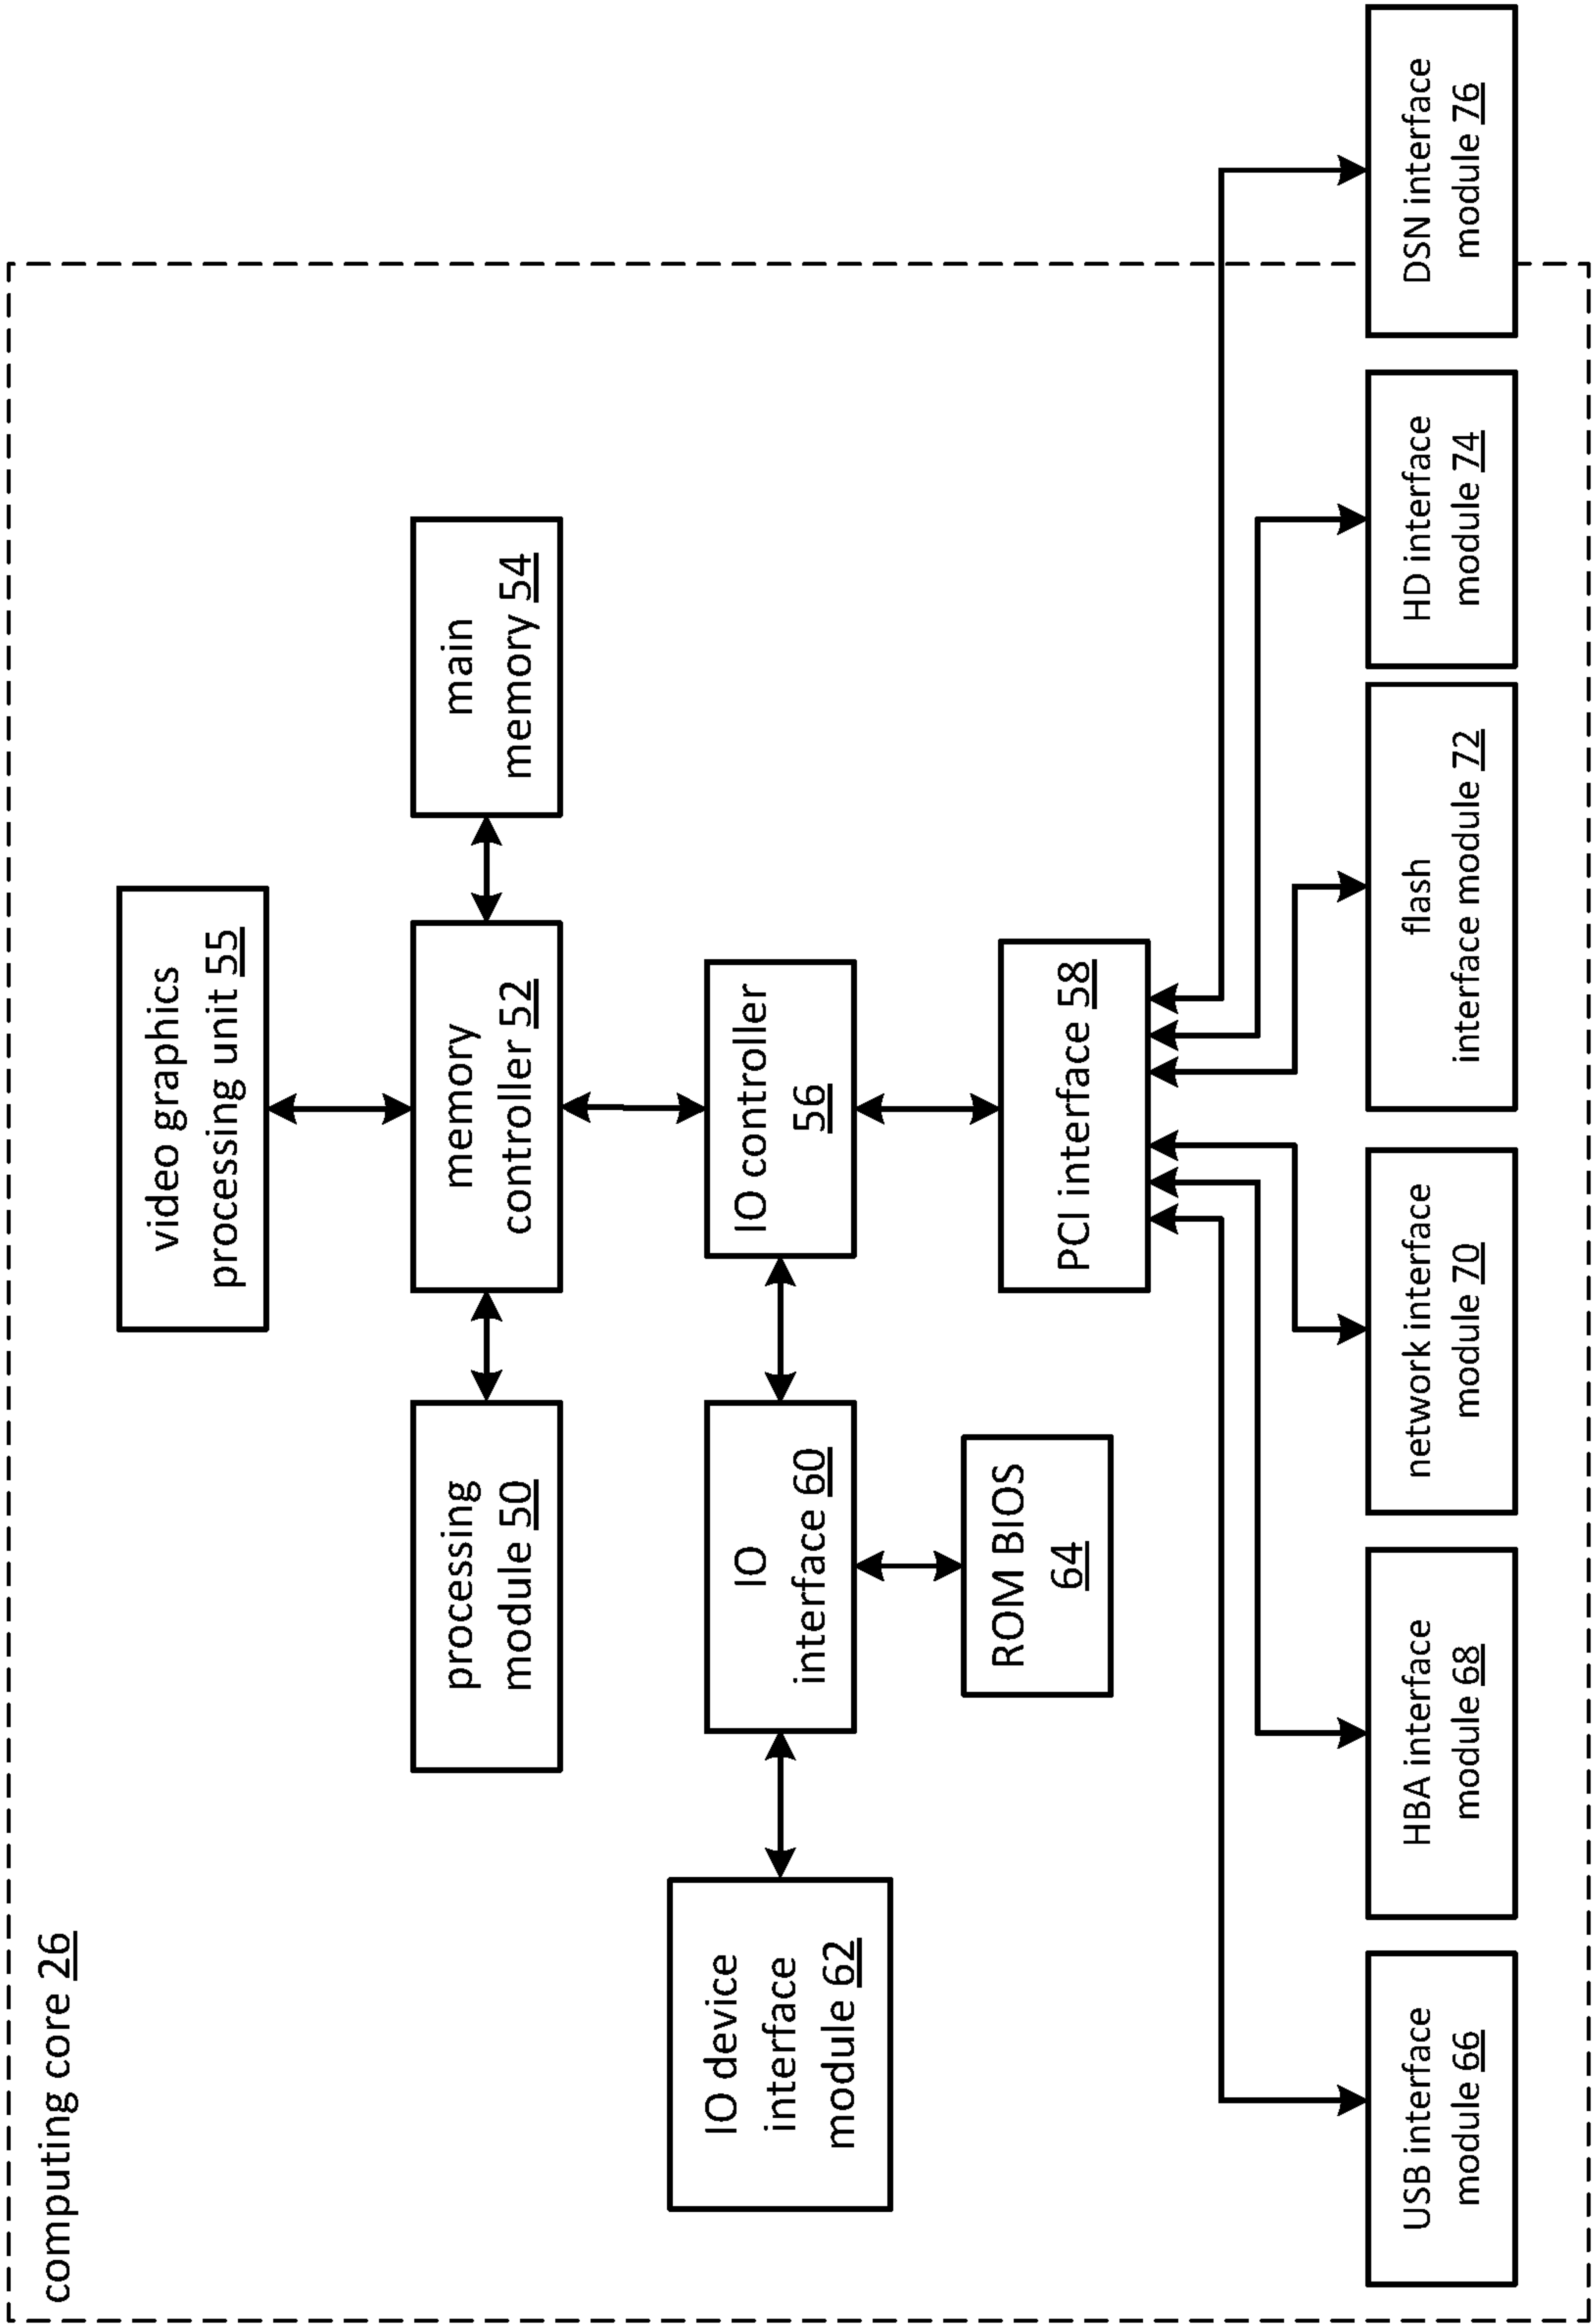 computing core 26
video graphics
processing unit 55
processing
module 50
memory
controller 52
main
memory 54
IO device
interface
module 62
IO
interface 60
IO controller
56
ROM BIOS
64
PCI interface 58
USB interface
module 66
HBA interface
module 68
network interface
module 70
flash
interface module 72
HD interface
module 74
DSN interface
module 76